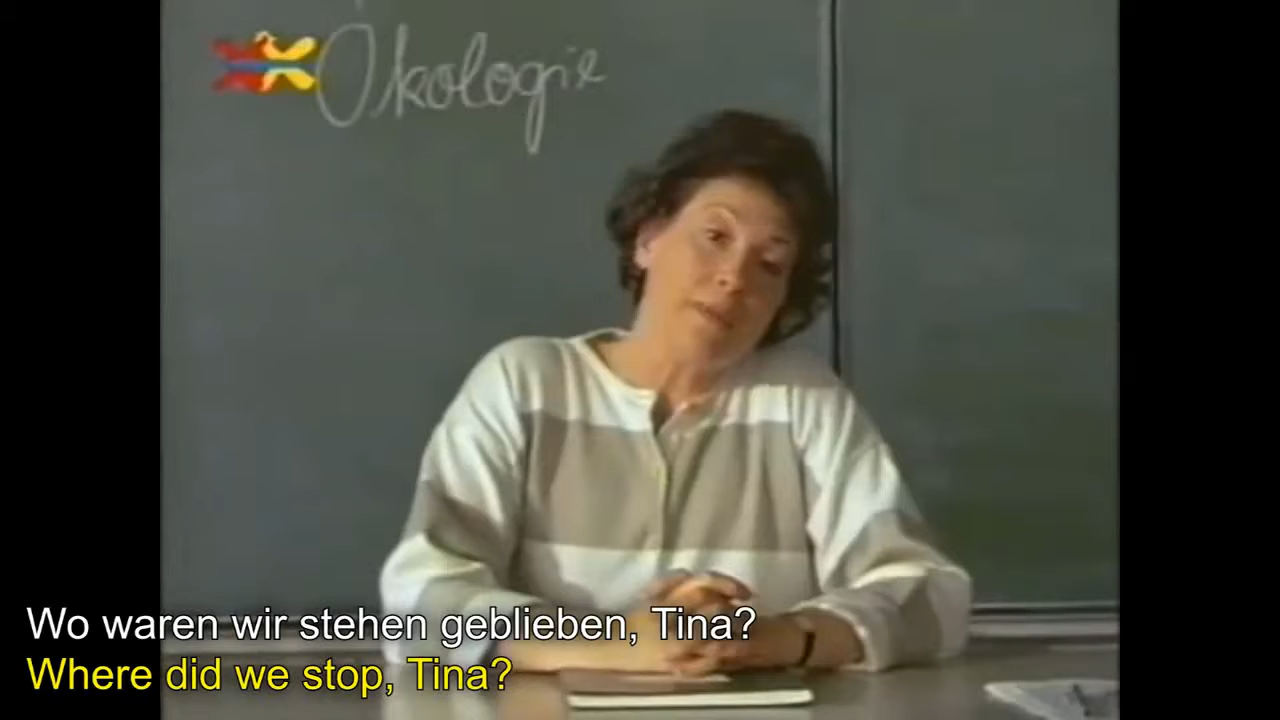 Ökologie
Wo waren wir stehen geblieben, Tina?
Where did we stop, Tina?